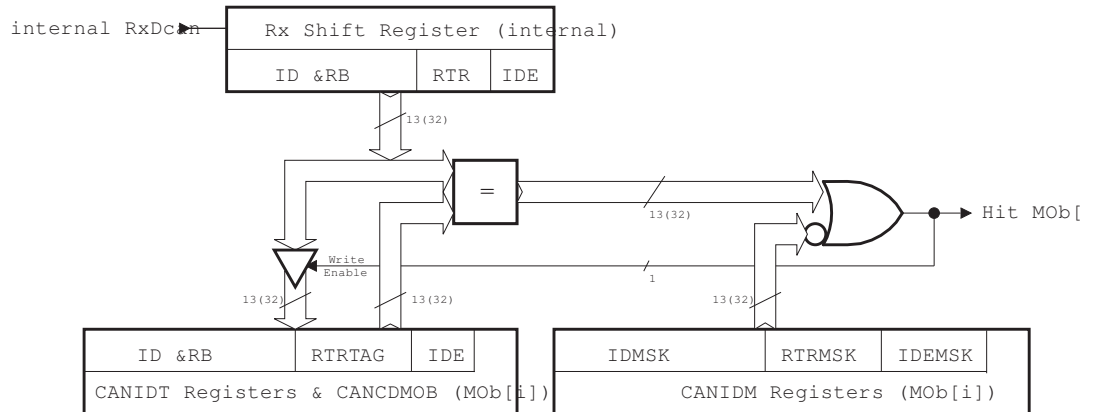 internal RxDcan
Rx Shift Register (internal)
ID &RB RTR IDE
13(32)
=
13(32)
Hit MOb[
Write
Enable
1
13(32) 13(32) 13(32)
ID &RB RTRTAG IDE
IDMSK RTRMSK IDEMSK
CANIDT Registers & CANCDMOB (MOb[i])
CANIDM Registers (MOb[i])